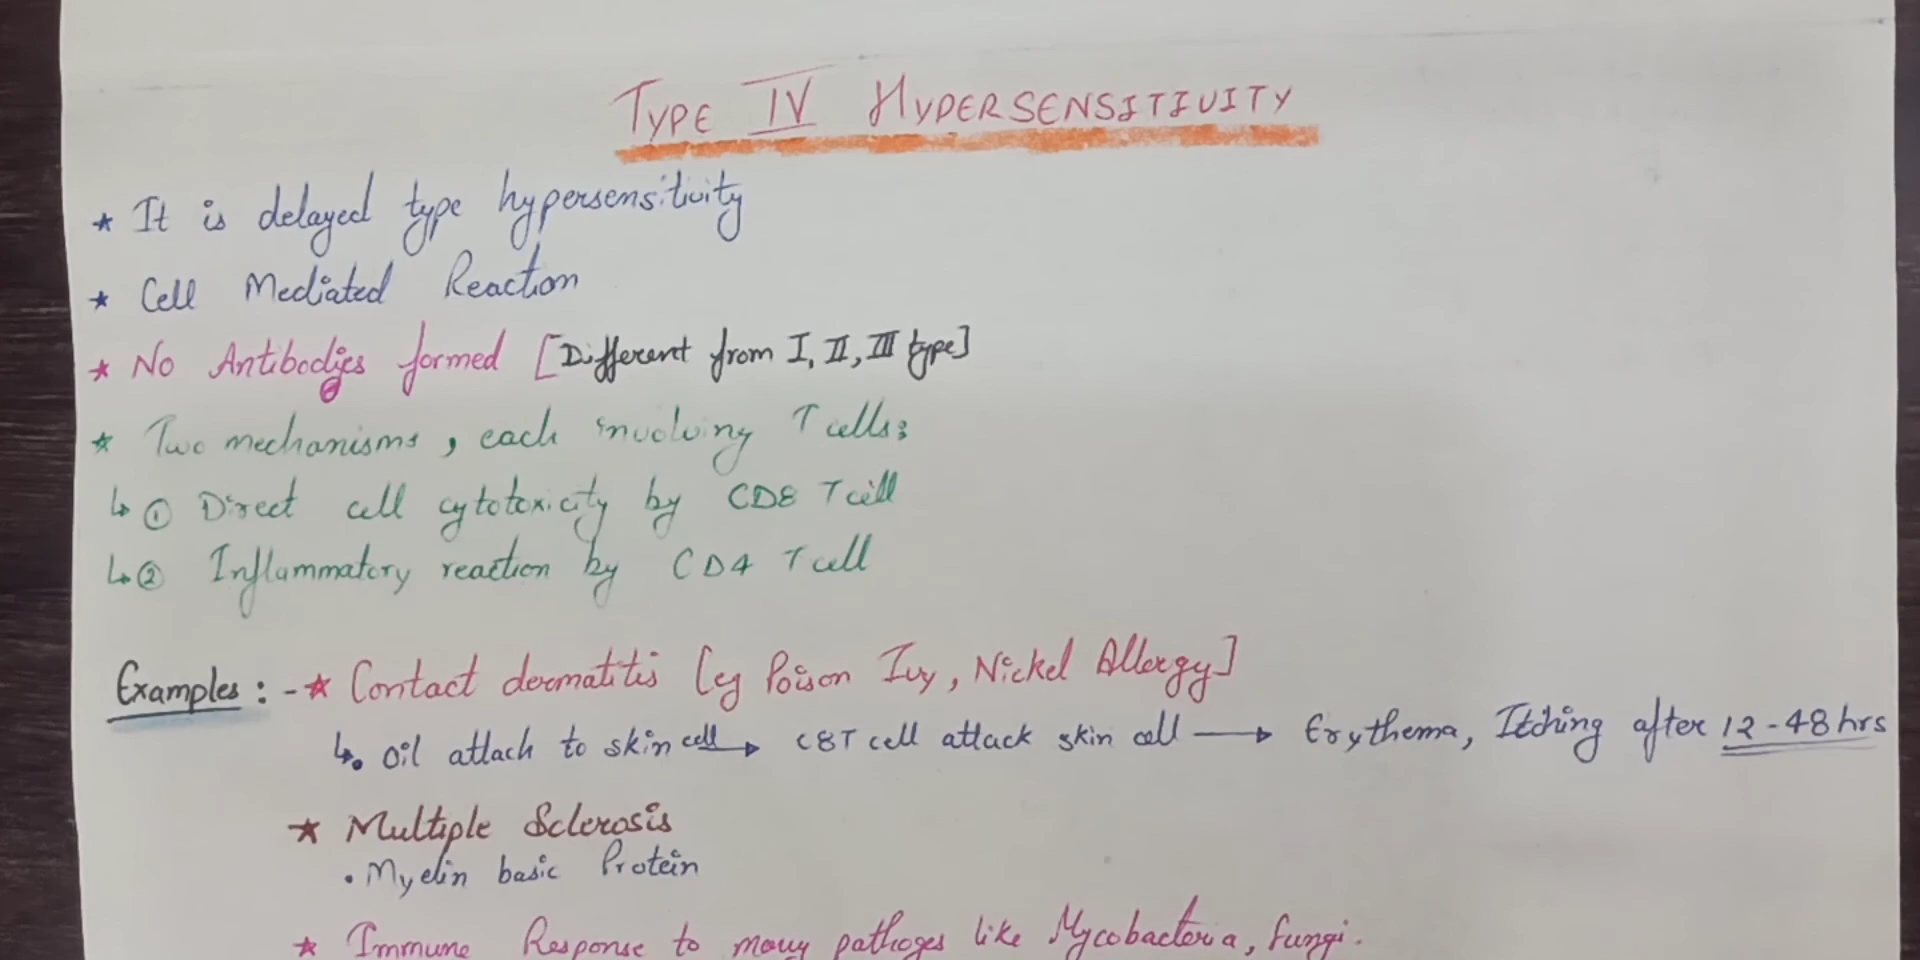 TYPE IV HYPERSENSITIVITY
* It is delayed type hypersensitivity
* Cell Mediated Reaction
* No Antibodies formed [Different from I, II, III type]
* Two mechanisms, each involving T cells:
↳ ① Direct cell cytotoxicity by CD8 T cell
↳ ② Inflammatory reaction by CD4 T cell
Examples : - * Contact dermatitis [eg Poison Ivy, Nickel Allergy]
↳ • Oil attach to skin cell → C8T cell attack skin cell → Erythema, Itching after 12-48 hrs
* Multiple Sclerosis
• Myelin basic Protein
* Immune Response to many pathoges like Mycobacteria, fungi.